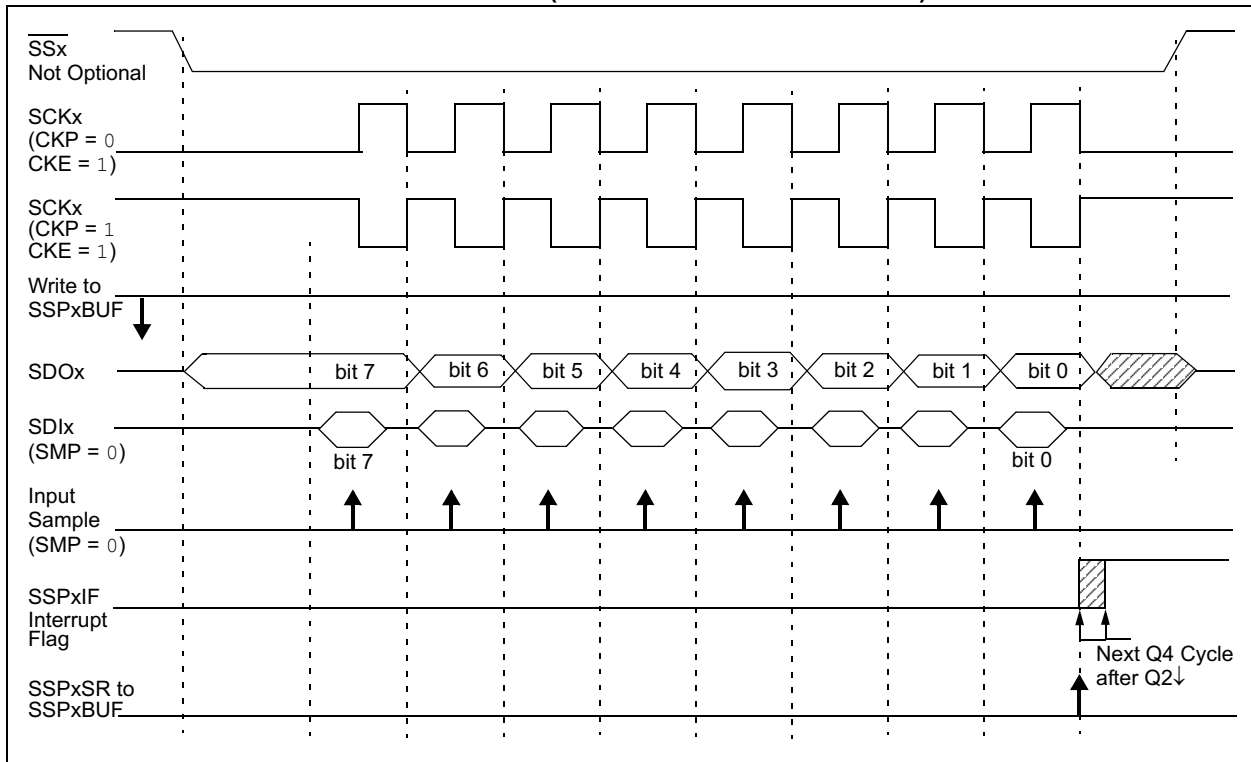 SSx
Not Optional
SCKx
(CKP = 0
CKE = 1)
SCKx
(CKP = 1
CKE = 1)
Write to
SSPxBUF
SDOx
bit 7
bit 6
bit 5
bit 4
bit 3
bit 2
bit 1
bit 0
SDIx
(SMP = 0)
bit 7
bit 0
Input
Sample
(SMP = 0)
SSPxIF
Interrupt
Flag
Next Q4 Cycle
after Q2↓
SSPxSR to
SSPxBUF